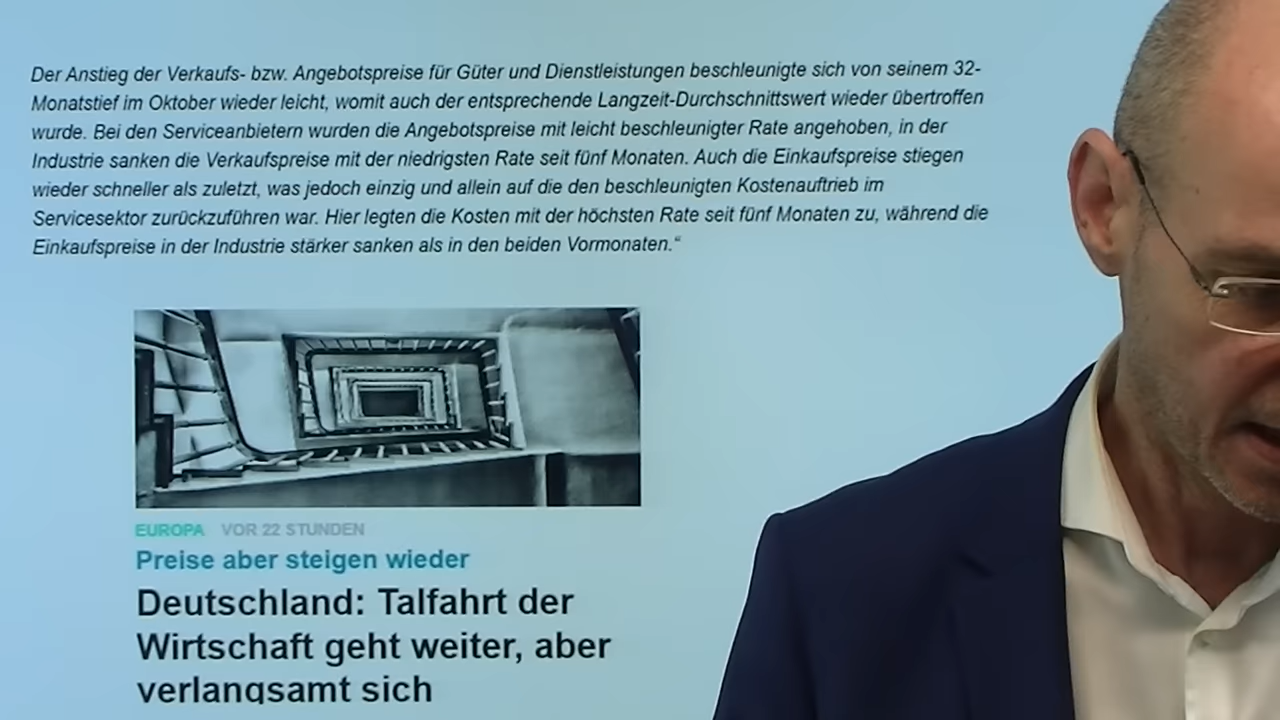 Der Anstieg der Verkaufs- bzw. Angebotspreise für Güter und Dienstleistungen beschleunigte sich von seinem 32-
Monatstief im Oktober wieder leicht, womit auch der entsprechende Langzeit-Durchschnittswert wieder übertroffen
wurde. Bei den Serviceanbietern wurden die Angebotspreise mit leicht beschleunigter Rate angehoben, in der
Industrie sanken die Verkaufspreise mit der niedrigsten Rate seit fünf Monaten. Auch die Einkaufspreise stiegen
wieder schneller als zuletzt, was jedoch einzig und allein auf die den beschleunigten Kostenauftrieb im
Servicesektor zurückzuführen war. Hier legten die Kosten mit der höchsten Rate seit fünf Monaten zu, während die
Einkaufspreise in der Industrie stärker sanken als in den beiden Vormonaten.“
EUROPA VOR 22 STUNDEN
Preise aber steigen wieder
Deutschland: Talfahrt der
Wirtschaft geht weiter, aber
verlangsamt sich